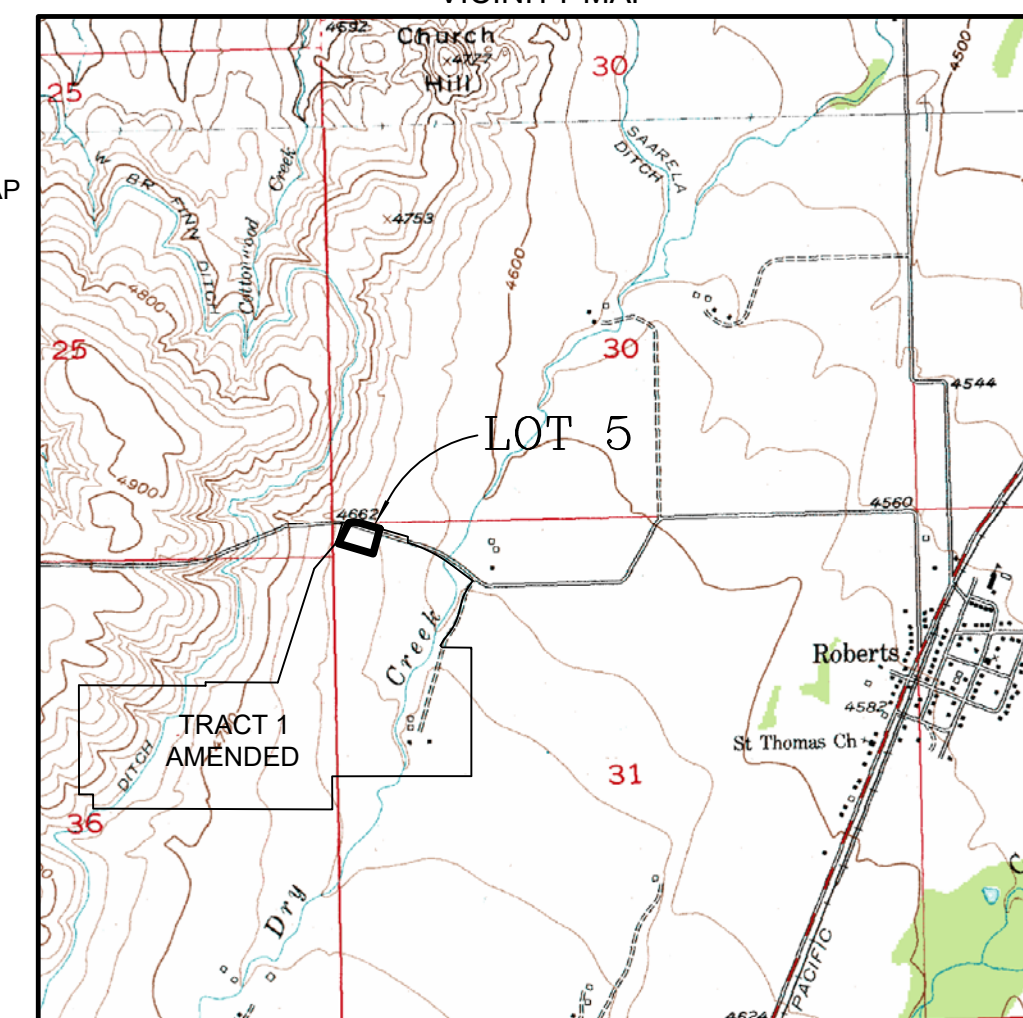 AP
4692
Church
×4777
Hill
30
25
4500
SAARELA
DITCH
W BR FINN DITCH
Cottonwood Creek
×4753
4600
4800
25
30
4544
LOT 5
4900
4662
4560
Creek
Roberts
4582
TRACT 1
AMENDED
St Thomas Ch
DITCH
31
36
Dry
PACIFIC
4624
C